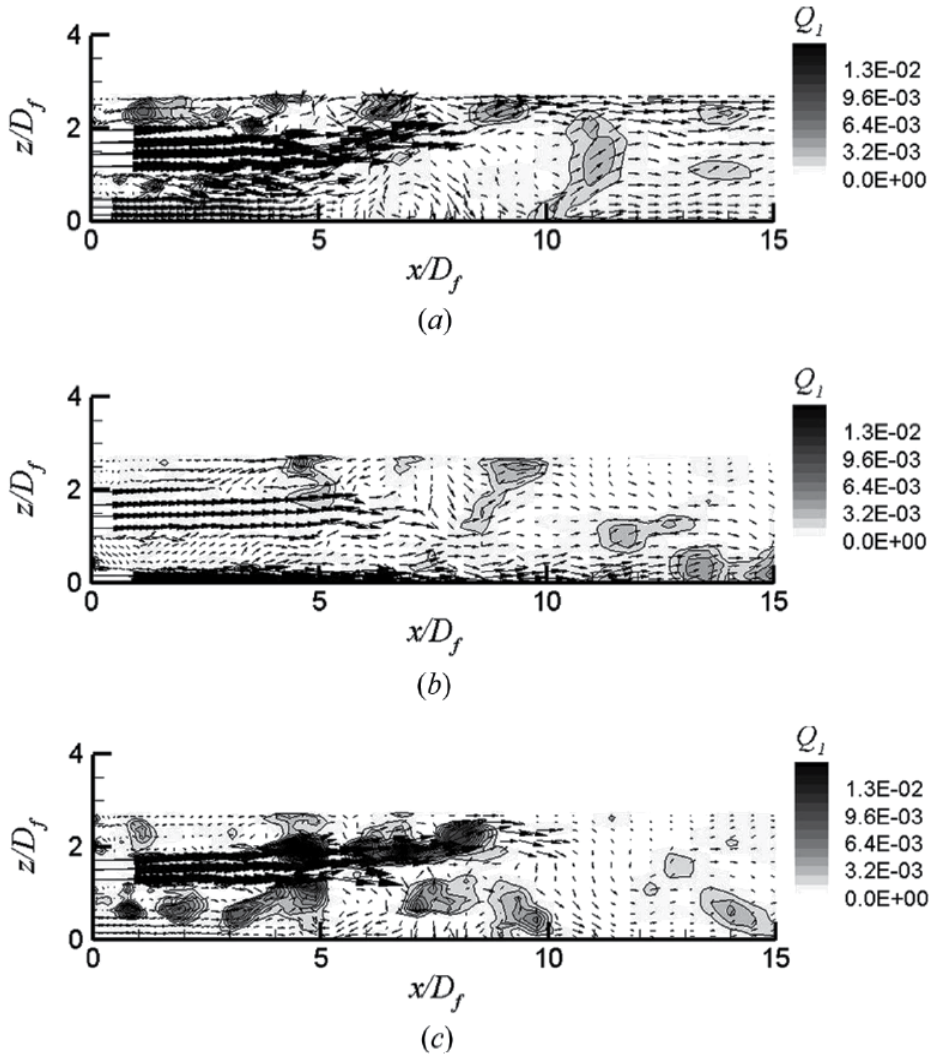 4
2
0
z/D_f
0 5 10 15
x/D_f
Q_1
1.3E-02
9.6E-03
6.4E-03
3.2E-03
0.0E+00
(a)
4
2
0
z/D_f
0 5 10 15
x/D_f
Q_1
1.3E-02
9.6E-03
6.4E-03
3.2E-03
0.0E+00
(b)
4
2
0
z/D_f
0 5 10 15
x/D_f
Q_1
1.3E-02
9.6E-03
6.4E-03
3.2E-03
0.0E+00
(c)